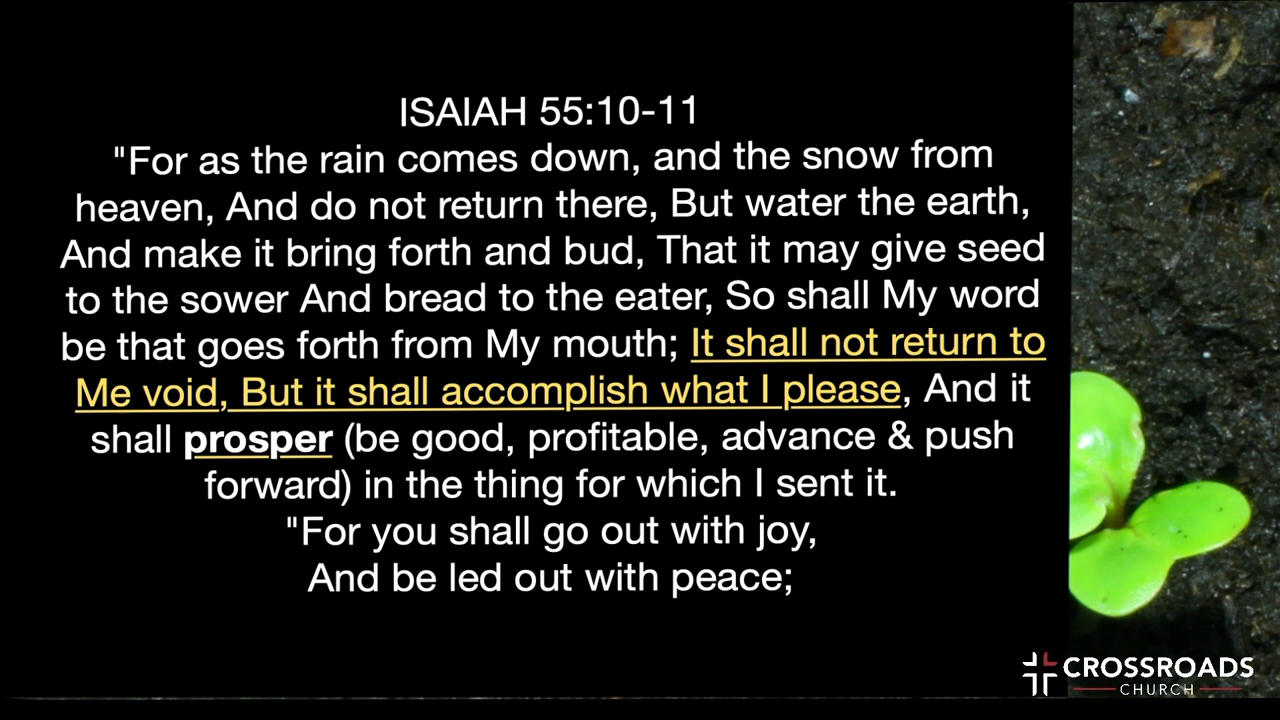 ISAIAH 55:10-11
"For as the rain comes down, and the snow from
heaven, And do not return there, But water the earth,
And make it bring forth and bud, That it may give seed
to the sower And bread to the eater, So shall My word
be that goes forth from My mouth; It shall not return to
Me void, But it shall accomplish what I please, And it
shall prosper (be good, profitable, advance & push
forward) in the thing for which I sent it.
"For you shall go out with joy,
And be led out with peace;
CROSSROADS
CHURCH